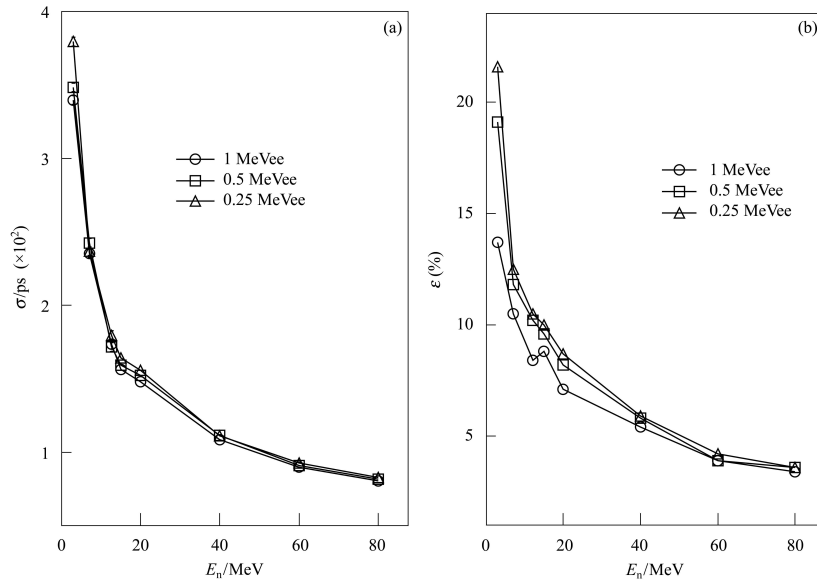 (a)
4
3
2
1
σ/ps (×10²)
1 MeVee
0.5 MeVee
0.25 MeVee
0 20 40 60 80
Eₙ/MeV
(b)
20
15
10
5
ε (%)
1 MeVee
0.5 MeVee
0.25 MeVee
0 20 40 60 80
Eₙ/MeV